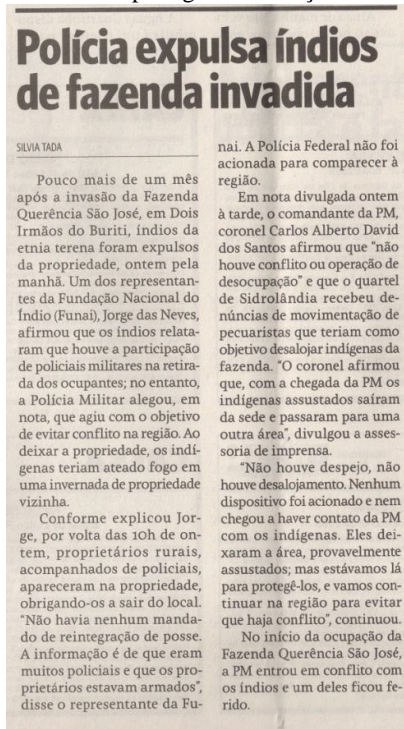 Polícia expulsa índios
de fazenda invadida
SILVIA TADA
Pouco mais de um mês
após a invasão da Fazenda
Querência São José, em Dois
Irmãos do Buriti, índios da
etnia terena foram expulsos
da propriedade, ontem pela
manhã. Um dos representan-
tes da Fundação Nacional do
Índio (Funai), Jorge das Neves,
afirmou que os índios relata-
ram que houve a participação
de policiais militares na retira-
da dos ocupantes; no entanto,
a Polícia Militar alegou, em
nota, que agiu com o objetivo
de evitar conflito na região. Ao
deixar a propriedade, os indí-
genas teriam ateado fogo em
uma invernada de propriedade
vizinha.
Conforme explicou Jor-
ge, por volta das 10h de on-
tem, proprietários rurais,
acompanhados de policiais,
apareceram na propriedade,
obrigando-os a sair do local.
"Não havia nenhum manda-
do de reintegração de posse.
A informação é de que eram
muitos policiais e que os pro-
prietários estavam armados",
disse o representante da Fu-
nai. A Polícia Federal não foi
acionada para comparecer à
região.
Em nota divulgada ontem
à tarde, o comandante da PM,
coronel Carlos Alberto David
dos Santos afirmou que "não
houve conflito ou operação de
desocupação" e que o quartel
de Sidrolândia recebeu de-
núncias de movimentação de
pecuaristas que teriam como
objetivo desalojar indígenas da
fazenda. "O coronel afirmou
que, com a chegada da PM os
indígenas assustados saíram
da sede e passaram para uma
outra área", divulgou a asses-
soria de imprensa.
"Não houve despejo, não
houve desalojamento. Nenhum
dispositivo foi acionado e nem
chegou a haver contato da PM
com os indígenas. Eles dei-
xaram a área, provavelmente
assustados; mas estávamos lá
para protegê-los, e vamos con-
tinuar na região para evitar
que haja conflito", continuou.
No início da ocupação da
Fazenda Querência São José,
a PM entrou em conflito com
os índios e um deles ficou fe-
rido.